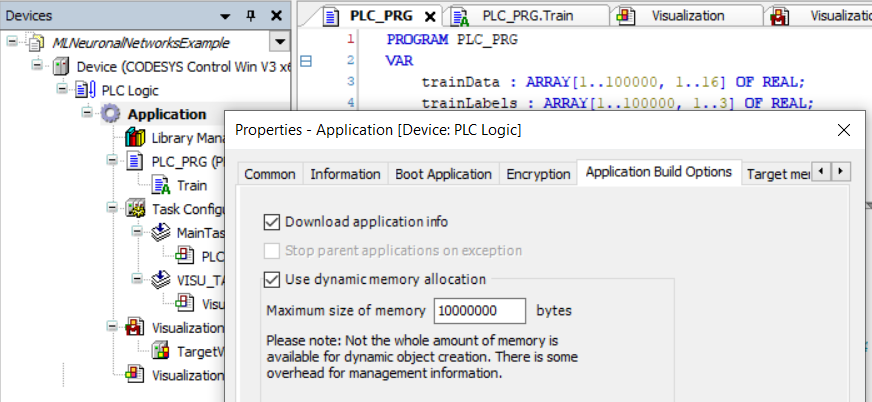 Devices
MLNeuronalNetworksExample
Device (CODESYS Control Win V3 x6
PLC Logic
Application
Library Mana
PLC_PRG (P
Train
Task Configu
MainTas
PLC
VISU_TA
Visu
Visualization
TargetV
Visualization
PLC_PRG
PLC_PRG.Train
Visualization
Visualizatio
1 PROGRAM PLC_PRG
2 VAR
3 trainData : ARRAY[1..100000, 1..16] OF REAL;
4 trainLabels : ARRAY[1..100000, 1..3] OF REAL;
Properties - Application [Device: PLC Logic]
Common
Information
Boot Application
Encryption
Application Build Options
Target mer
Download application info
Stop parent applications on exception
Use dynamic memory allocation
Maximum size of memory 10000000 bytes
Please note: Not the whole amount of memory is
available for dynamic object creation. There is some
overhead for management information.